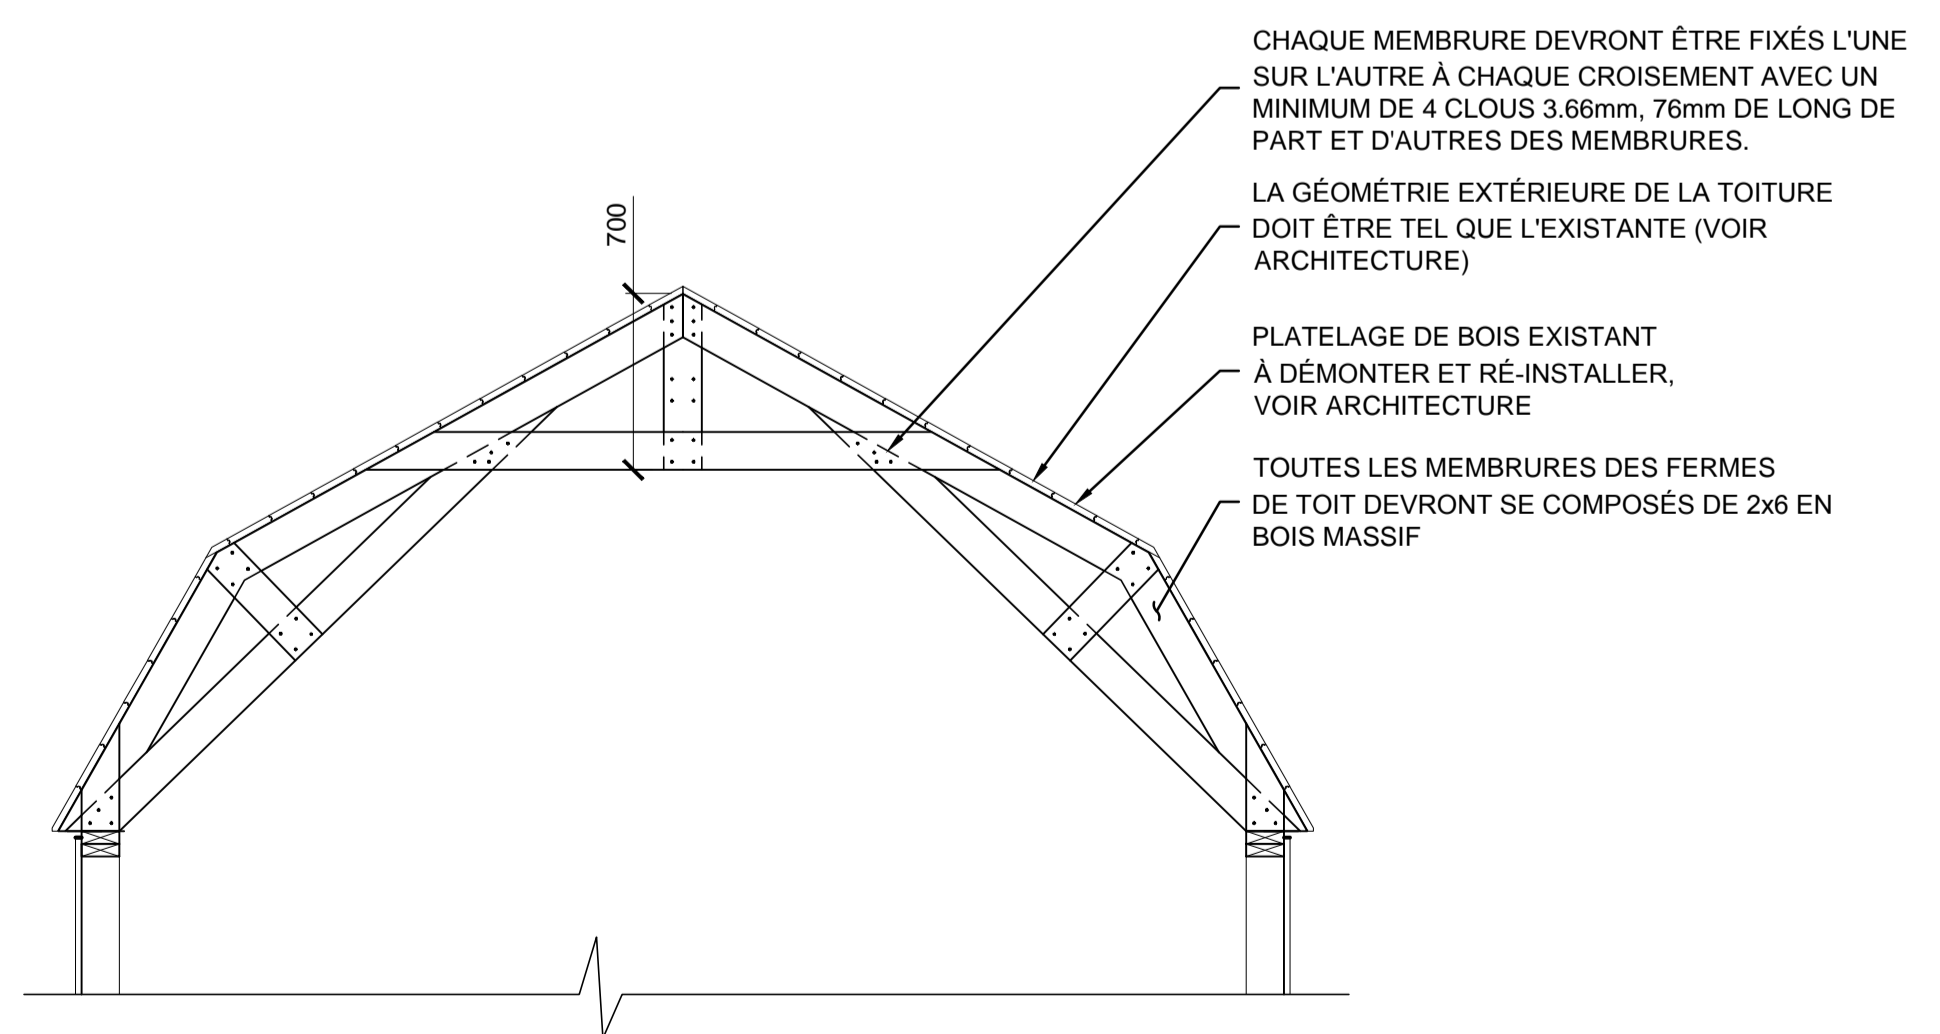 CHAQUE MEMBRURE DEVRONT ÊTRE FIXÉS L'UNE
SUR L'AUTRE À CHAQUE CROISEMENT AVEC UN
MINIMUM DE 4 CLOUS 3.66mm, 76mm DE LONG DE
PART ET D'AUTRES DES MEMBRURES.
LA GÉOMÉTRIE EXTÉRIEURE DE LA TOITURE
DOIT ÊTRE TEL QUE L'EXISTANTE (VOIR
ARCHITECTURE)
PLATELAGE DE BOIS EXISTANT
À DÉMONTER ET RÉ-INSTALLER,
VOIR ARCHITECTURE
TOUTES LES MEMBRURES DES FERMES
DE TOIT DEVRONT SE COMPOSÉS DE 2x6 EN
BOIS MASSIF
700